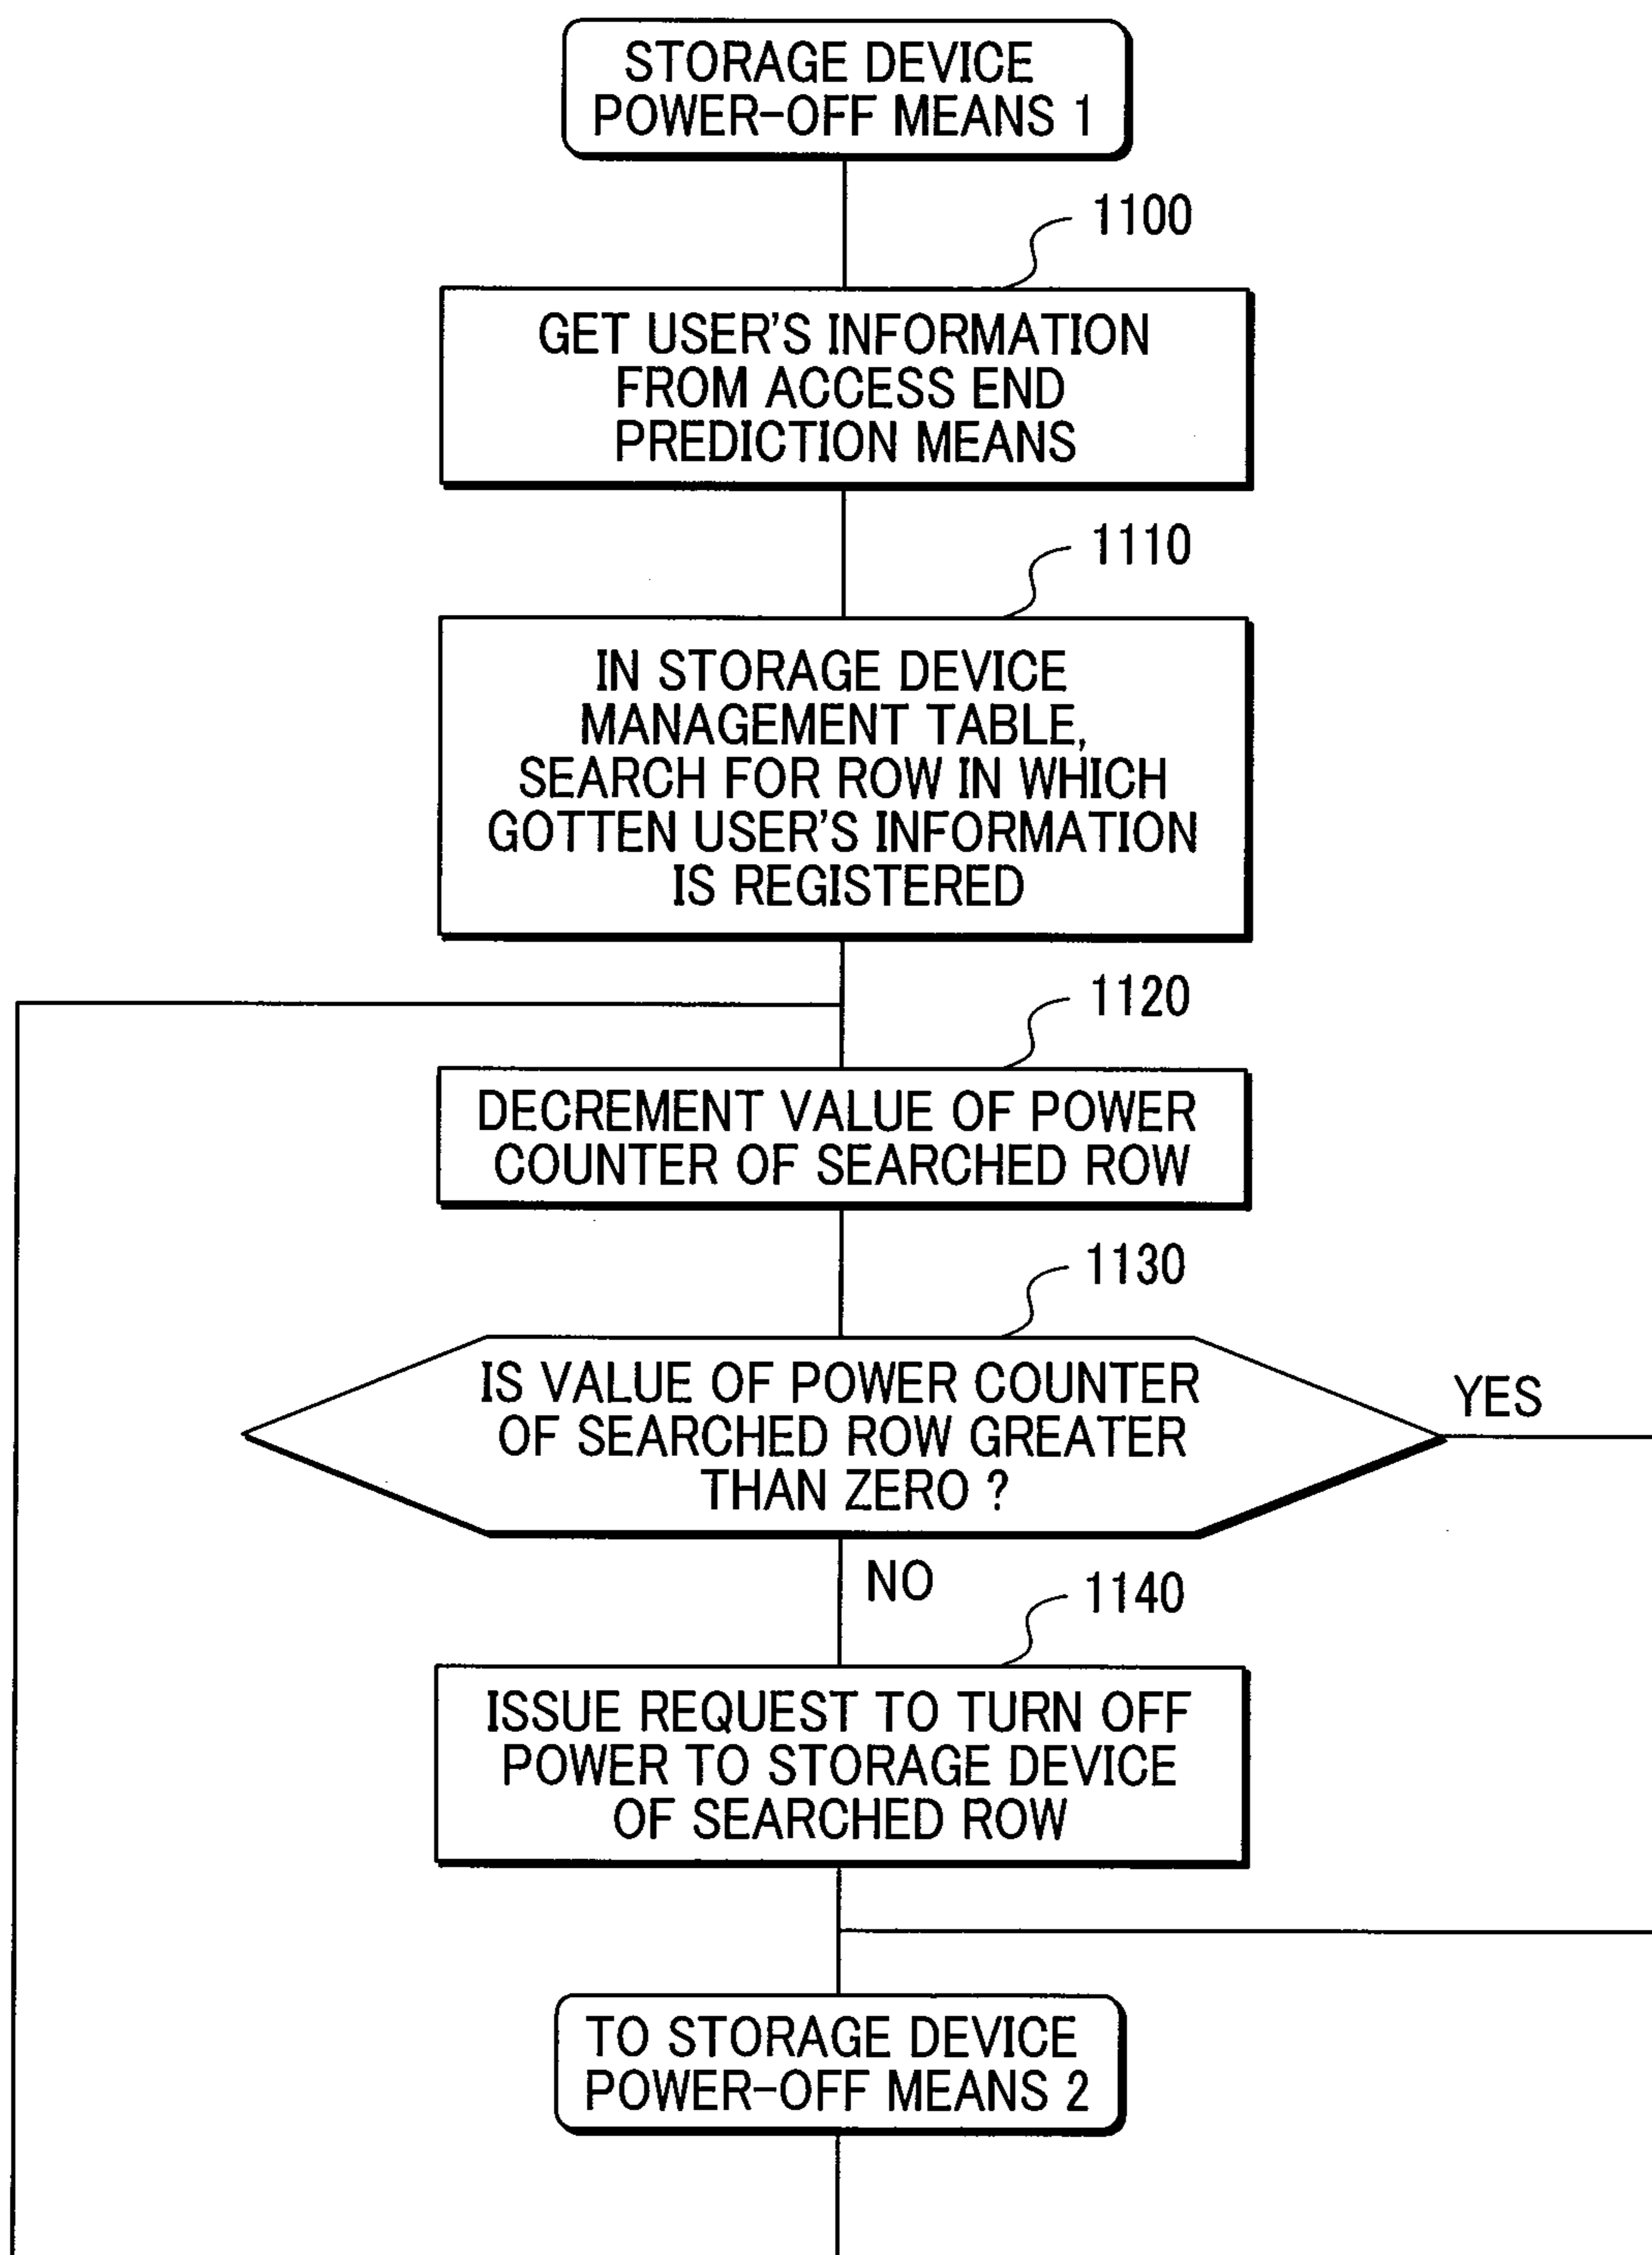 STORAGE DEVICE
POWER-OFF MEANS 1
1100
GET USER'S INFORMATION
FROM ACCESS END
PREDICTION MEANS
1110
IN STORAGE DEVICE
MANAGEMENT TABLE,
SEARCH FOR ROW IN WHICH
GOTTEN USER'S INFORMATION
IS REGISTERED
1120
DECREMENT VALUE OF POWER
COUNTER OF SEARCHED ROW
1130
IS VALUE OF POWER COUNTER
OF SEARCHED ROW GREATER
THAN ZERO ?
YES
NO
1140
ISSUE REQUEST TO TURN OFF
POWER TO STORAGE DEVICE
OF SEARCHED ROW
TO STORAGE DEVICE
POWER-OFF MEANS 2